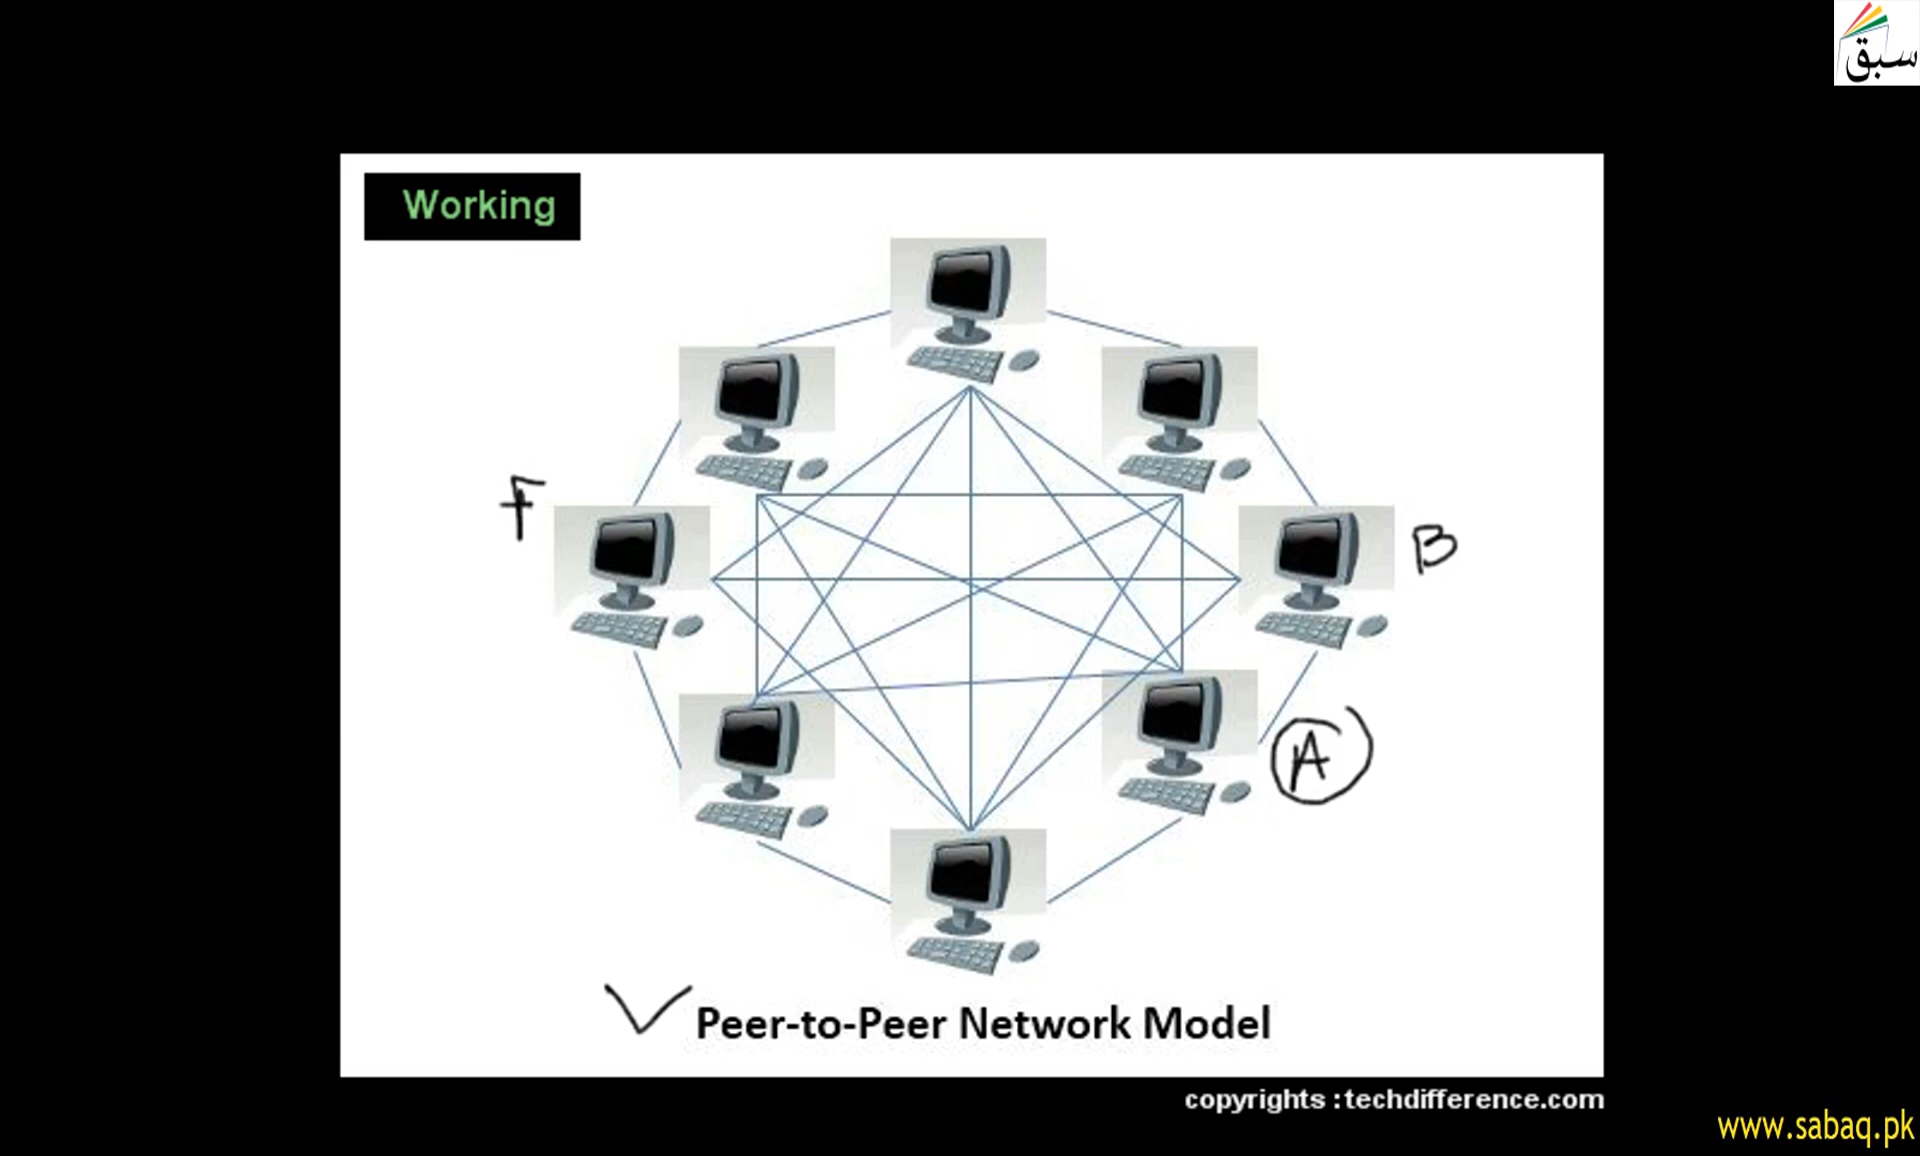 سبق
Working
F
B
A
Peer-to-Peer Network Model
copyrights : techdifference.com
www.sabaq.pk